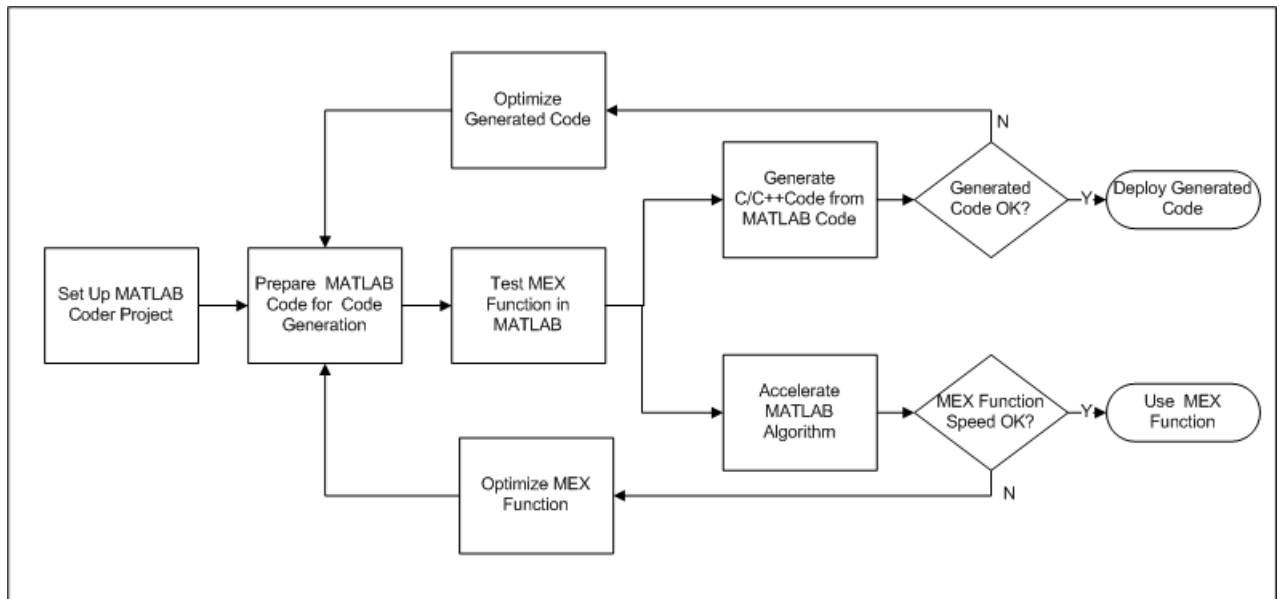 Optimize
Generated Code
N
Generate
C/C++Code from
MATLAB Code
Generated
Code OK?
Y
Deploy Generated
Code
Set Up MATLAB
Coder Project
Prepare MATLAB
Code for Code
Generation
Test MEX
Function in
MATLAB
Accelerate
MATLAB
Algorithm
MEX Function
Speed OK?
Y
Use MEX
Function
Optimize MEX
Function
N